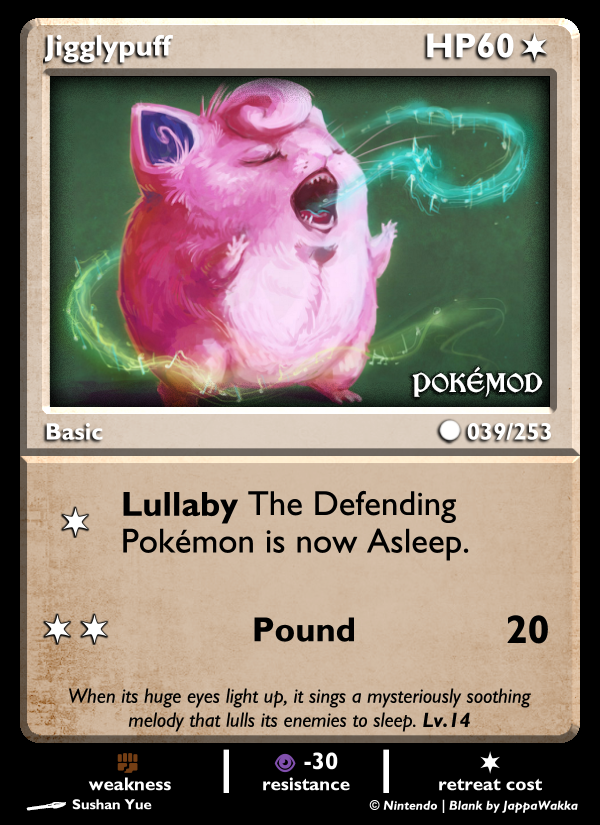 Jigglypuff HP60
POKÉMOD
Basic 039/253
Lullaby The Defending
Pokémon is now Asleep.
Pound 20
When its huge eyes light up, it sings a mysteriously soothing
melody that lulls its enemies to sleep. Lv.14
-30
weakness resistance retreat cost
Sushan Yue © Nintendo | Blank by JappaWakka